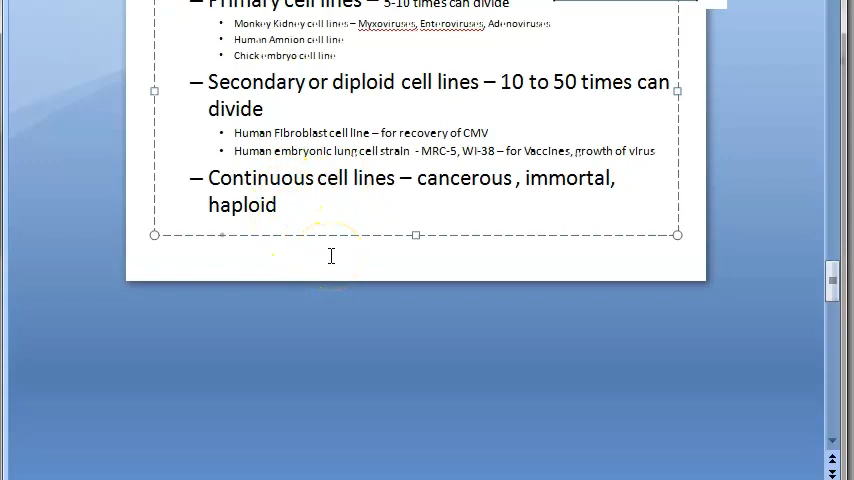 – Primary cell lines – 5-10 times can divide
• Monkey Kidney cell lines – Myxoviruses, Enteroviruses, Adenoviruses
• Human Amnion cell line
• Chick embryo cell line
– Secondary or diploid cell lines – 10 to 50 times can
divide
• Human Fibroblast cell line – for recovery of CMV
• Human embryonic lung cell strain - MRC-5, WI-38 – for Vaccines, growth of virus
– Continuous cell lines – cancerous , immortal,
haploid